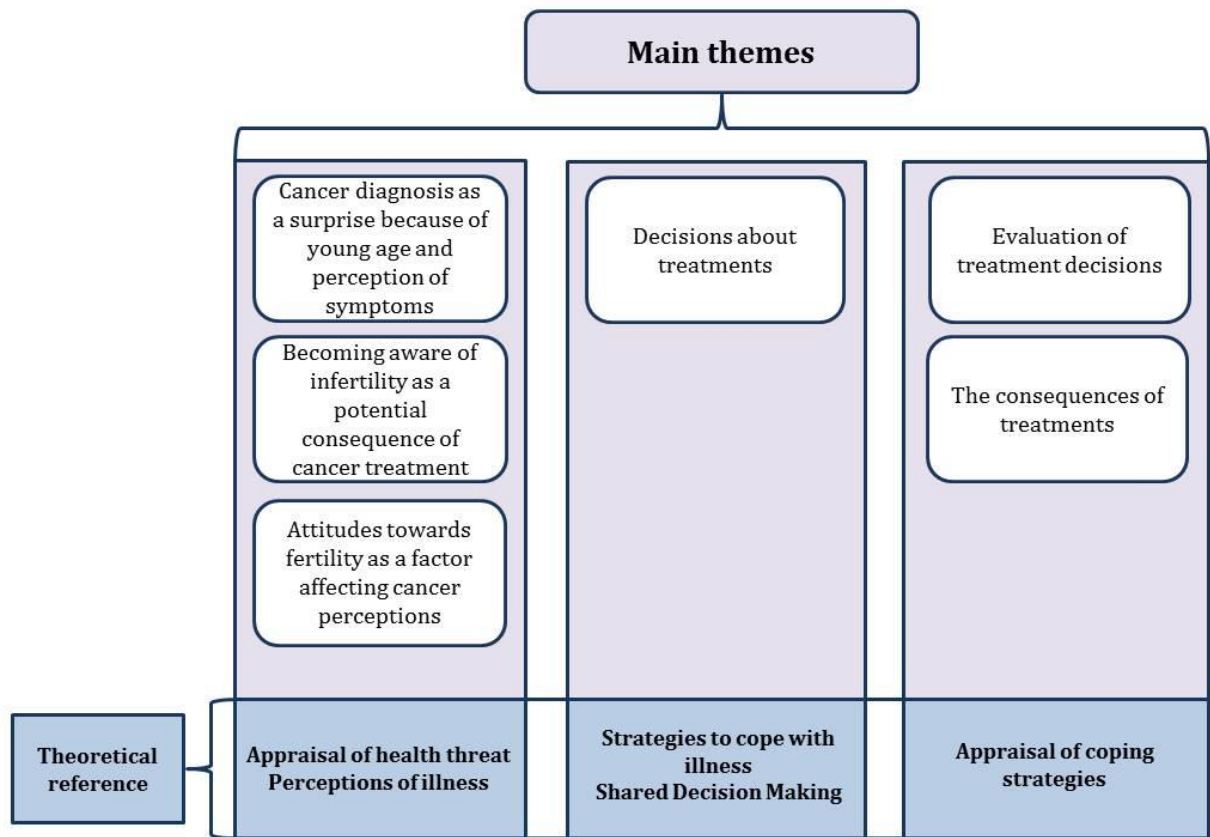 Main themes
Cancer diagnosis as
a surprise because of
young age and
perception of
symptoms
Becoming aware of
infertility as a
potential
consequence of
cancer treatment
Attitudes towards
fertility as a factor
affecting cancer
perceptions
Decisions about
treatments
Evaluation of
treatment decisions
The consequences of
treatments
Theoretical
reference
Appraisal of health threat
Perceptions of illness
Strategies to cope with
illness
Shared Decision Making
Appraisal of coping
strategies